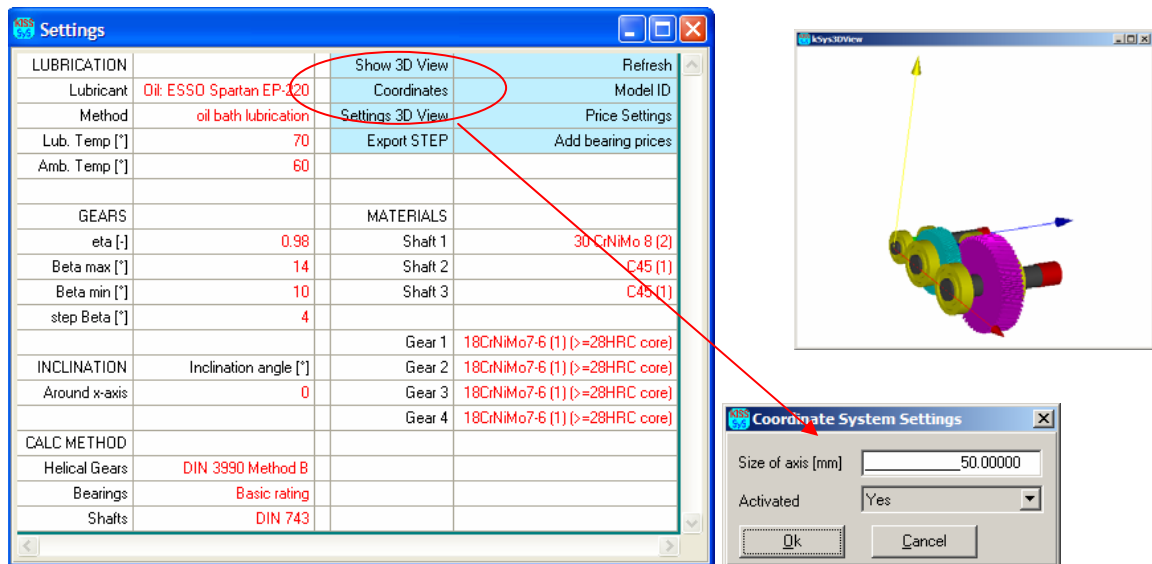 KISS SyS Settings
LUBRICATION Show 3D View Refresh
Lubricant Oil: ESSO Spartan EP-220 Coordinates Model ID
Method oil bath lubrication Settings 3D View Price Settings
Lub. Temp [°] 70 Export STEP Add bearing prices
Amb. Temp [°] 60
GEARS MATERIALS
eta [-] 0.98 Shaft 1 30 CrNiMo 8 (2)
Beta max [°] 14 Shaft 2 C45 (1)
Beta min [°] 10 Shaft 3 C45 (1)
step Beta [°] 4
Gear 1 18CrNiMo7-6 (1) (>=28HRC core)
INCLINATION Inclination angle [°] Gear 2 18CrNiMo7-6 (1) (>=28HRC core)
Around x-axis 0 Gear 3 18CrNiMo7-6 (1) (>=28HRC core)
Gear 4 18CrNiMo7-6 (1) (>=28HRC core)
CALC METHOD
Helical Gears DIN 3990 Method B
Bearings Basic rating
Shafts DIN 743
kSys3DView
KISS SyS Coordinate System Settings
Size of axis [mm] 50.00000
Activated Yes
Ok Cancel